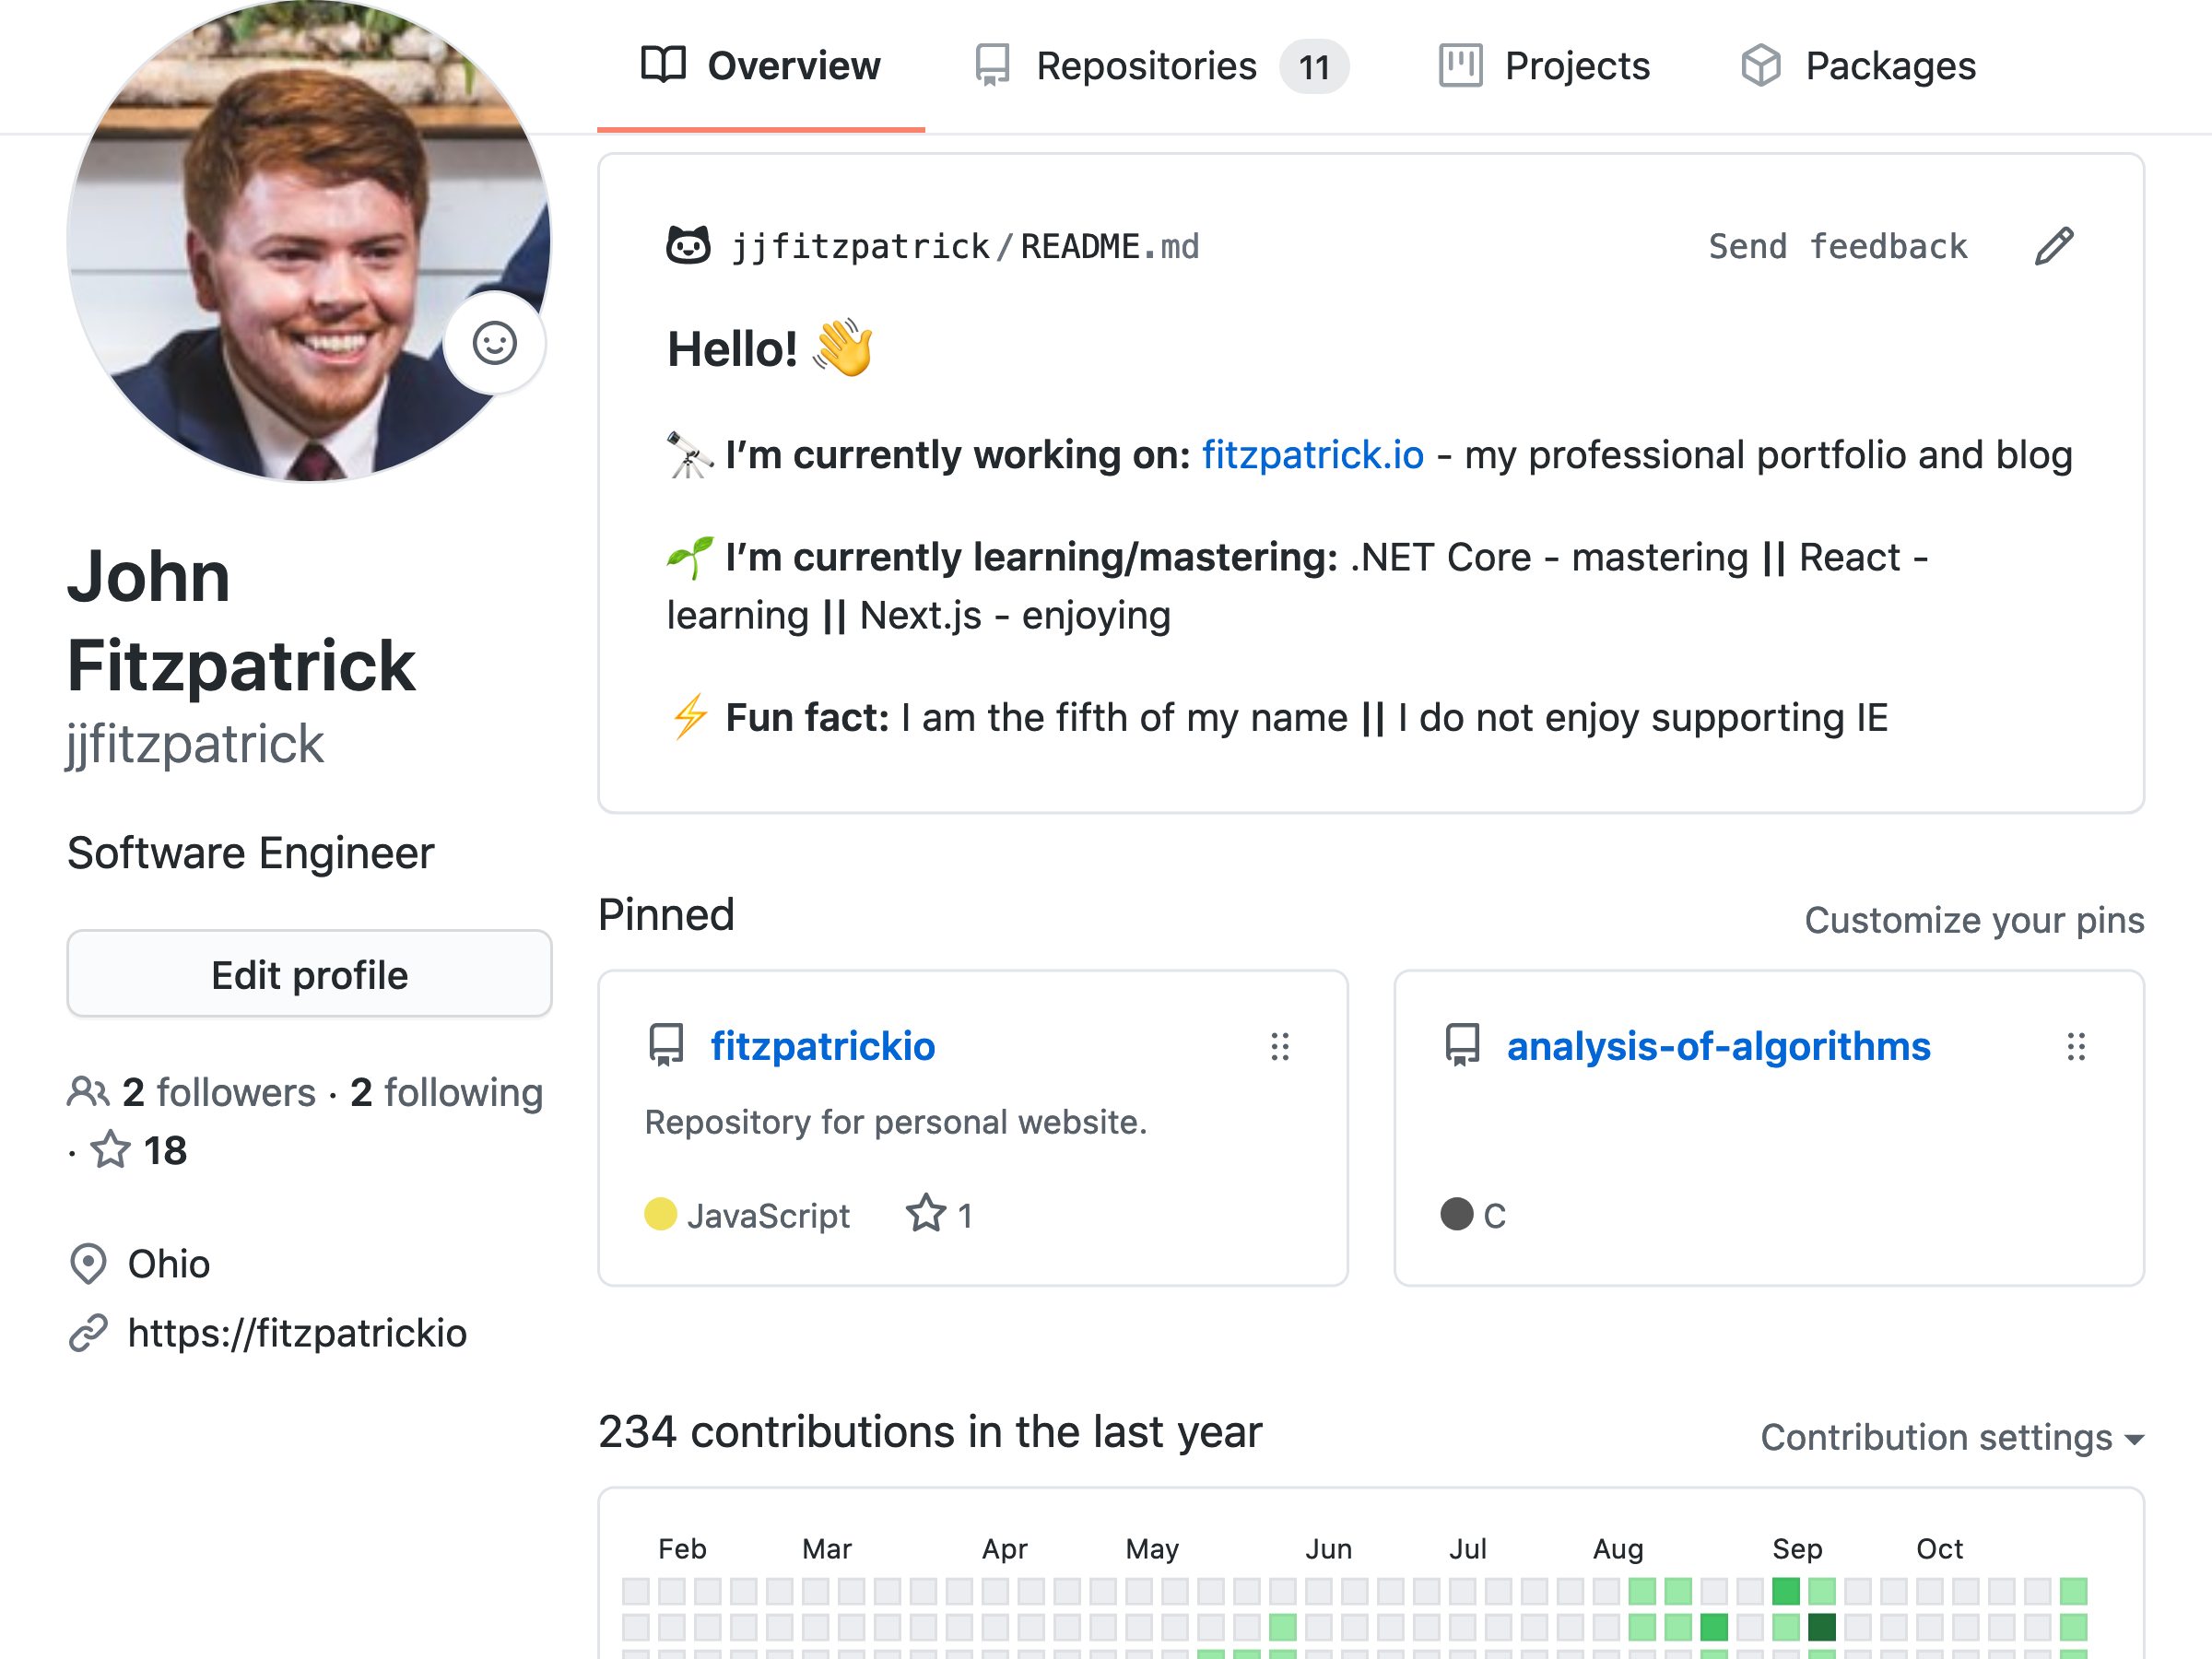 Overview
Repositories 11
Projects
Packages
John
Fitzpatrick
jjfitzpatrick
Software Engineer
Edit profile
2 followers · 2 following
· 18
Ohio
https://fitzpatrickio
jjfitzpatrick/README.md
Send feedback
Hello! 👋
🔭 I’m currently working on: fitzpatrick.io - my professional portfolio and blog
🌱 I’m currently learning/mastering: .NET Core - mastering || React -
learning || Next.js - enjoying
⚡ Fun fact: I am the fifth of my name || I do not enjoy supporting IE
Pinned
Customize your pins
fitzpatrickio
Repository for personal website.
JavaScript 1
analysis-of-algorithms
C
234 contributions in the last year
Contribution settings
Feb Mar Apr May Jun Jul Aug Sep Oct